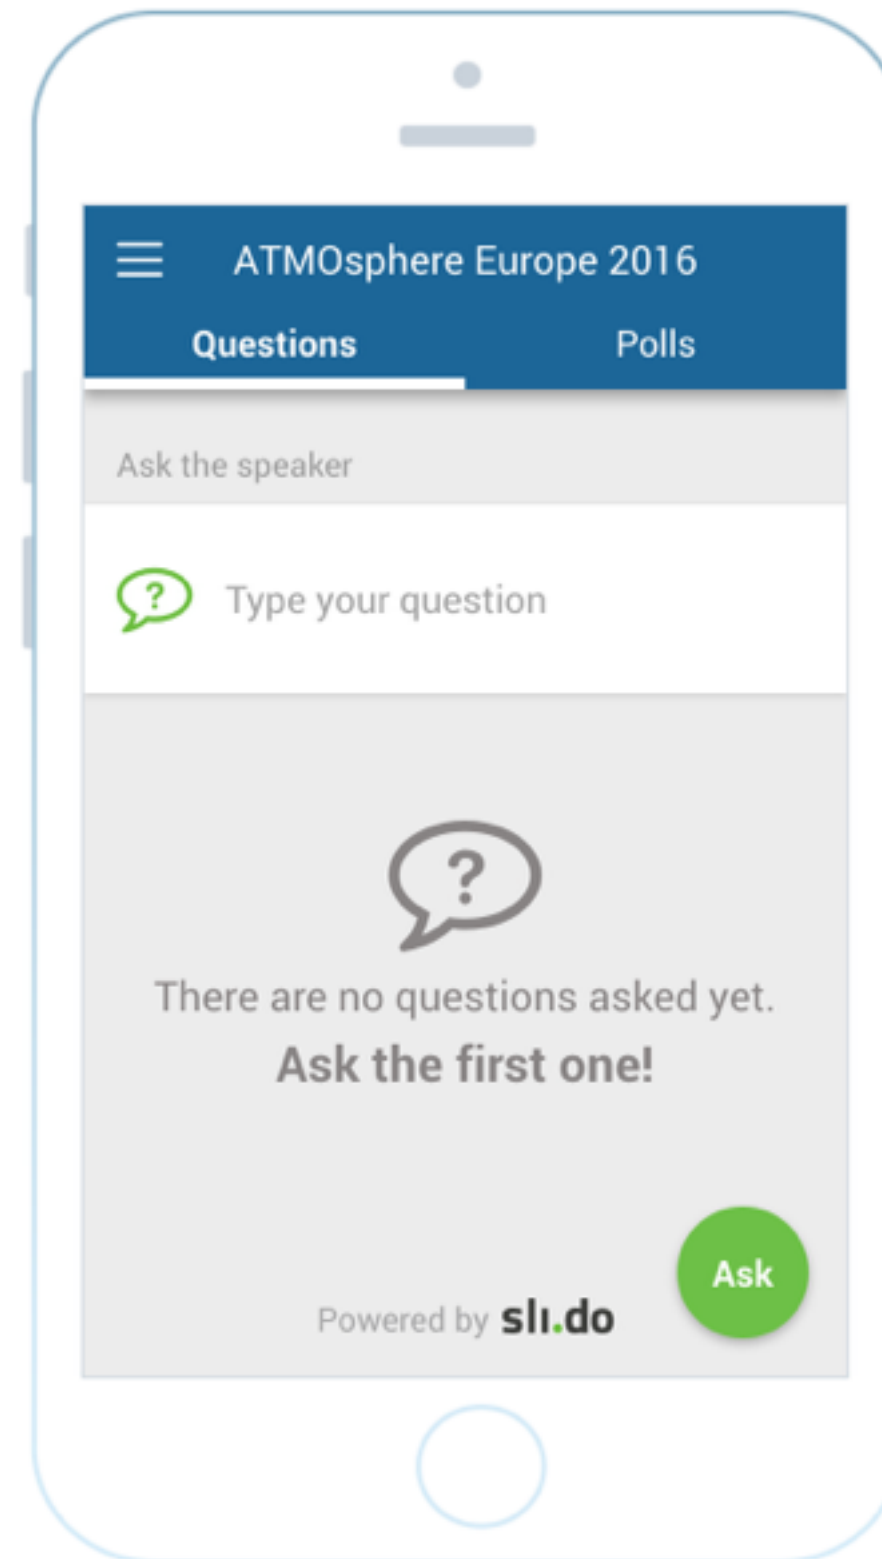 ATMOsphere Europe 2016
Questions Polls
Ask the speaker
? Type your question
?
There are no questions asked yet.
Ask the first one!
Ask
Powered by slı.do